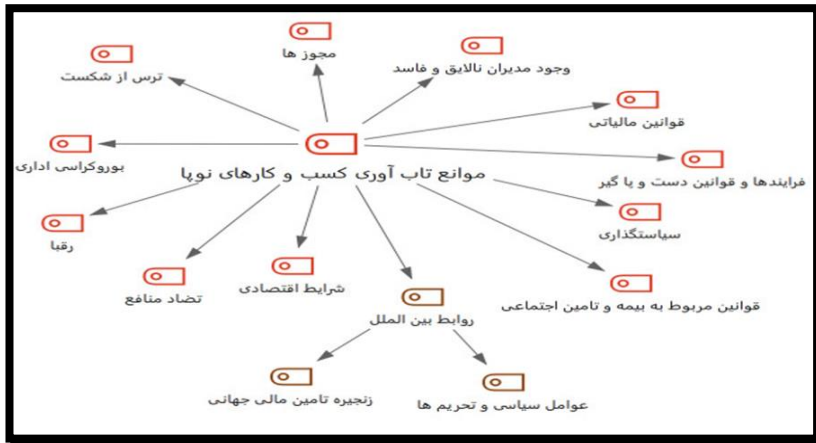 مجوز ها
وجود مدیران نالایق و فاسد
ترس از شکست
قوانین مالیاتی
بوروکراسی اداری
موانع تاب آوری کسب و کارهای نوپا
فرایندها و قوانین دست و پا گیر
رقبا
سیاستگذاری
شرایط اقتصادی
تضاد منافع
قوانین مربوط به بیمه و تامین اجتماعی
روابط بین الملل
زنجیره تامین مالی جهانی
عوامل سیاسی و تحریم ها